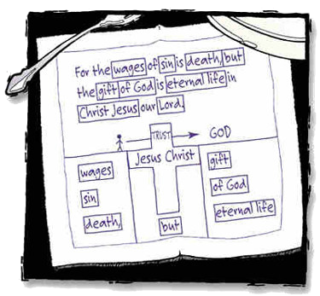 For the wages of sin is death, but
the gift of God is eternal life in
Christ Jesus our Lord.
TRUST GOD
Jesus Christ
wages gift
sin of God
death, but eternal life